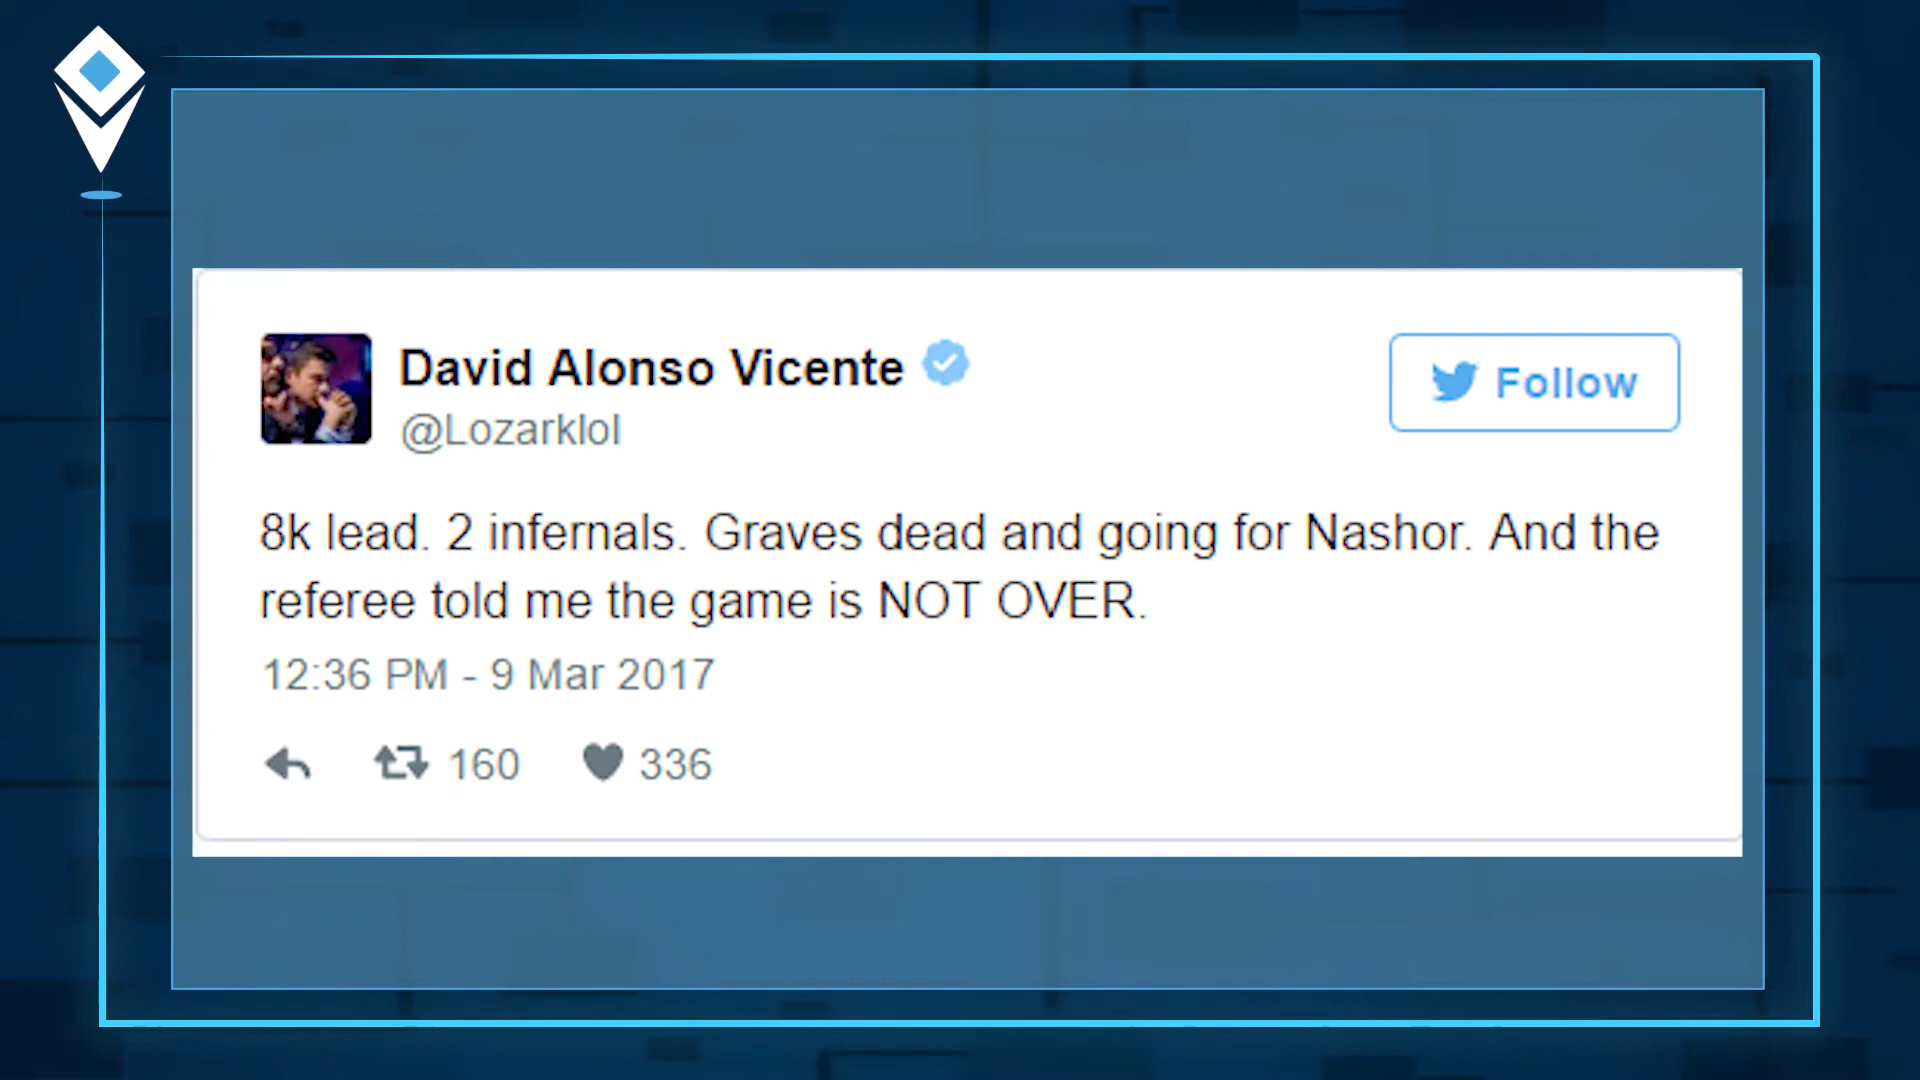 David Alonso Vicente
@Lozarklol
Follow
8k lead. 2 infernals. Graves dead and going for Nashor. And the
referee told me the game is NOT OVER.
12:36 PM - 9 Mar 2017
160 336